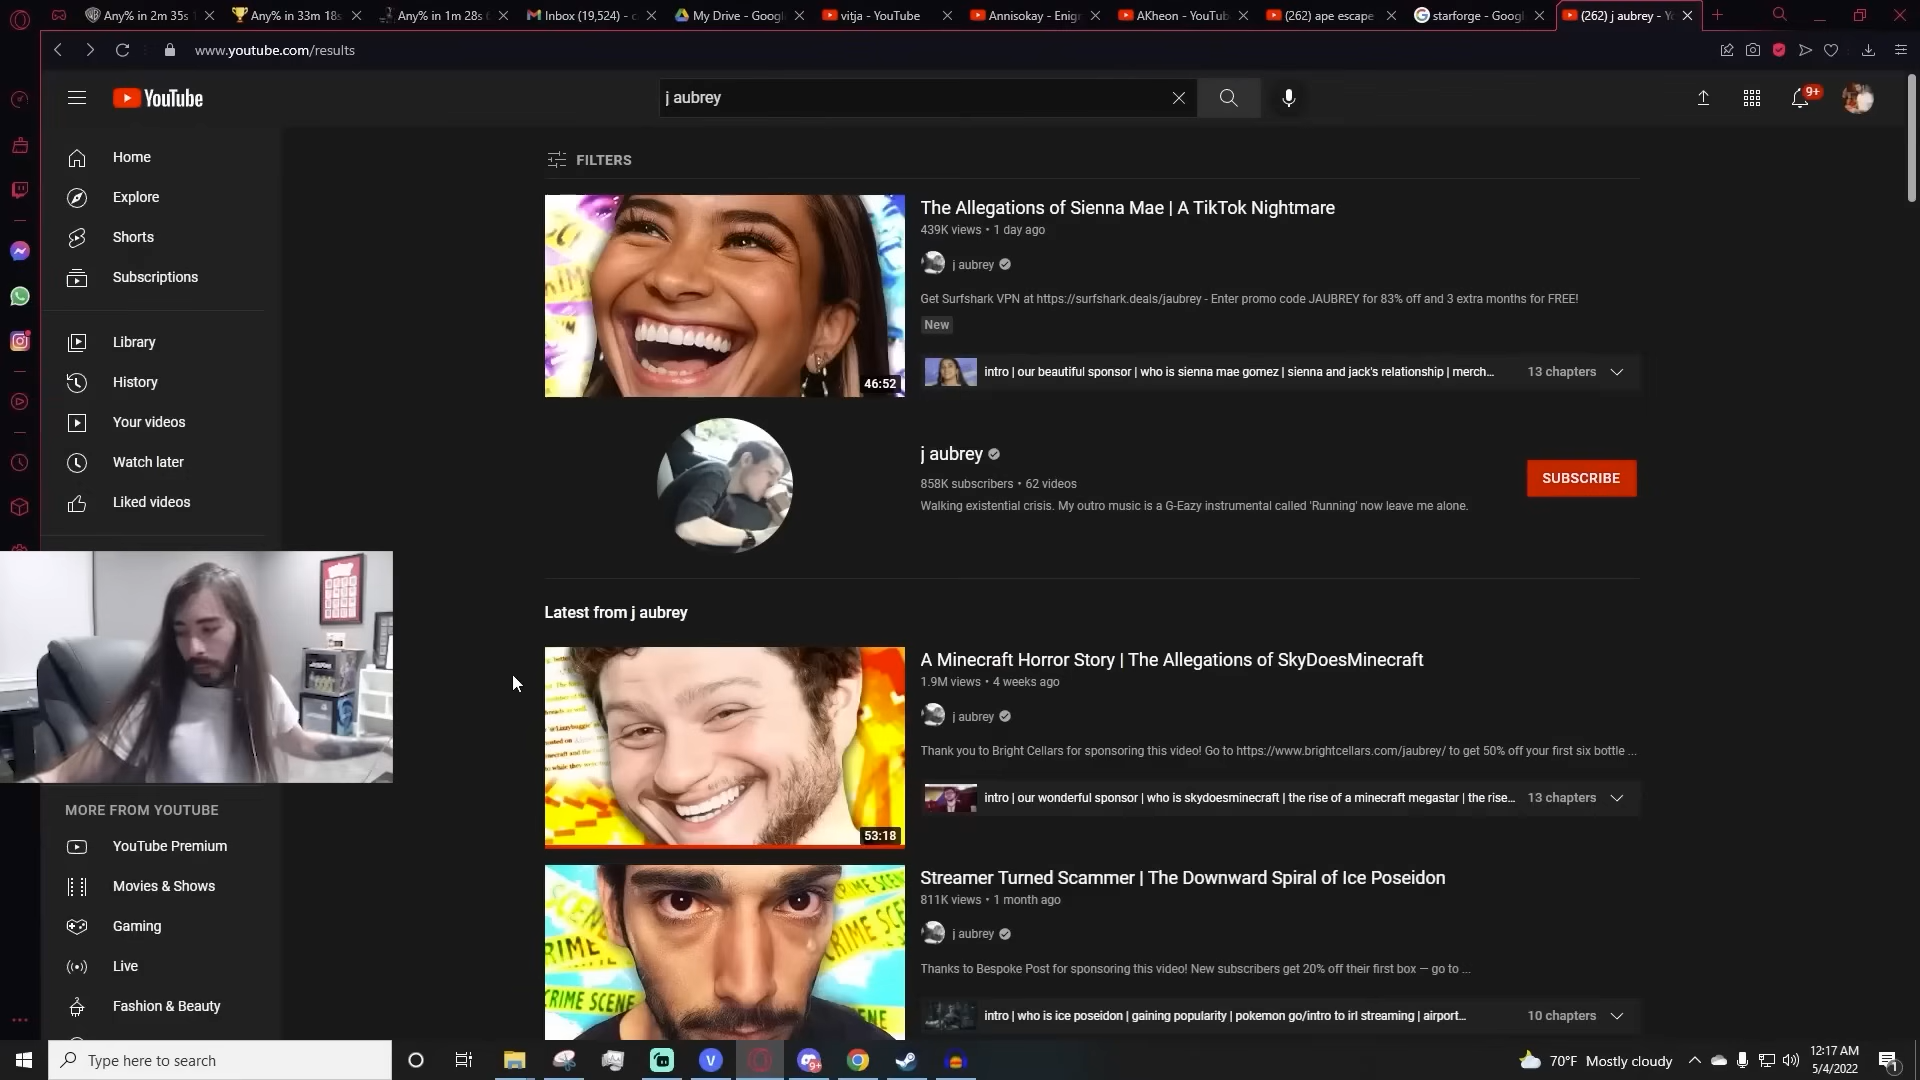 Any% in 2m 35s
Any% in 33m 18s
Any% in 1m 28s
Inbox (19,524) -
My Drive - Googl
vitja - YouTube
Annisokay - Enig
AKheon - YouTub
(262) ape escape
starforge - Googl
(262) j aubrey - Yo
www.youtube.com/results
YouTube
j aubrey
9+
Home
Explore
Shorts
Subscriptions
Library
History
Your videos
Watch later
Liked videos
MORE FROM YOUTUBE
YouTube Premium
Movies & Shows
Gaming
Live
Fashion & Beauty
FILTERS
46:52
The Allegations of Sienna Mae | A TikTok Nightmare
439K views • 1 day ago
j aubrey
Get Surfshark VPN at https://surfshark.deals/jaubrey - Enter promo code JAUBREY for 83% off and 3 extra months for FREE!
New
intro | our beautiful sponsor | who is sienna mae gomez | sienna and jack's relationship | merch...
13 chapters
j aubrey
858K subscribers • 62 videos
Walking existential crisis. My outro music is a G-Eazy instrumental called 'Running' now leave me alone.
SUBSCRIBE
Latest from j aubrey
53:18
A Minecraft Horror Story | The Allegations of SkyDoesMinecraft
1.9M views • 4 weeks ago
j aubrey
Thank you to Bright Cellars for sponsoring this video! Go to https://www.brightcellars.com/jaubrey/ to get 50% off your first six bottle ...
intro | our wonderful sponsor | who is skydoesminecraft | the rise of a minecraft megastar | the rise...
13 chapters
CRIME SCENE
CRIME SCENE
Streamer Turned Scammer | The Downward Spiral of Ice Poseidon
811K views • 1 month ago
j aubrey
Thanks to Bespoke Post for sponsoring this video! New subscribers get 20% off their first box — go to ...
intro | who is ice poseidon | gaining popularity | pokemon go/intro to irl streaming | airport...
10 chapters
Type here to search
9+
70°F Mostly cloudy
12:17 AM
5/4/2022
1